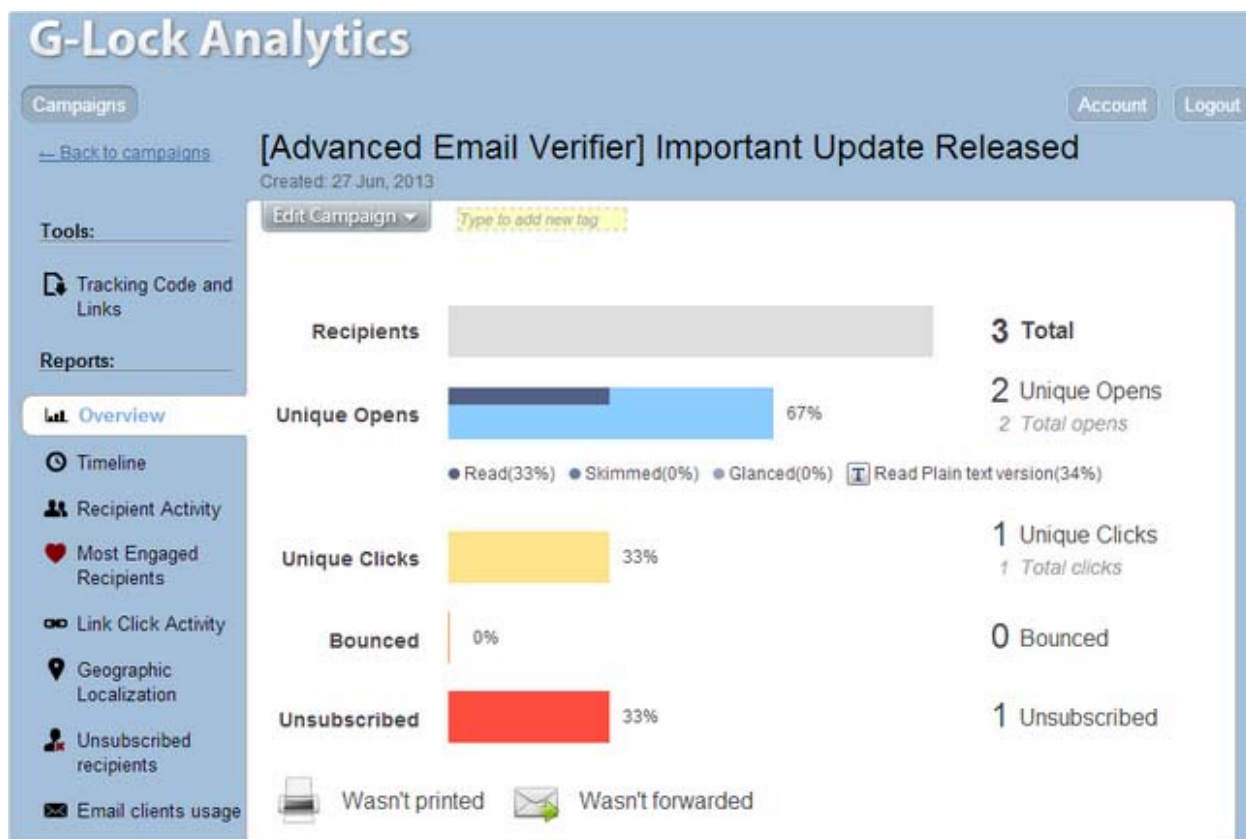 G-Lock Analytics
Campaigns
Account
Logout
← Back to campaigns
[Advanced Email Verifier] Important Update Released
Created: 27 Jun, 2013
Edit Campaign
Type to add new tag
Tools:
Tracking Code and
Links
Reports:
Overview
Timeline
Recipient Activity
Most Engaged
Recipients
Link Click Activity
Geographic
Localization
Unsubscribed
recipients
Email clients usage
Recipients
3 Total
Unique Opens
67%
2 Unique Opens
2 Total opens
Read(33%) Skimmed(0%) Glanced(0%) T Read Plain text version(34%)
Unique Clicks
33%
1 Unique Clicks
1 Total clicks
Bounced
0%
0 Bounced
Unsubscribed
33%
1 Unsubscribed
Wasn't printed
Wasn't forwarded